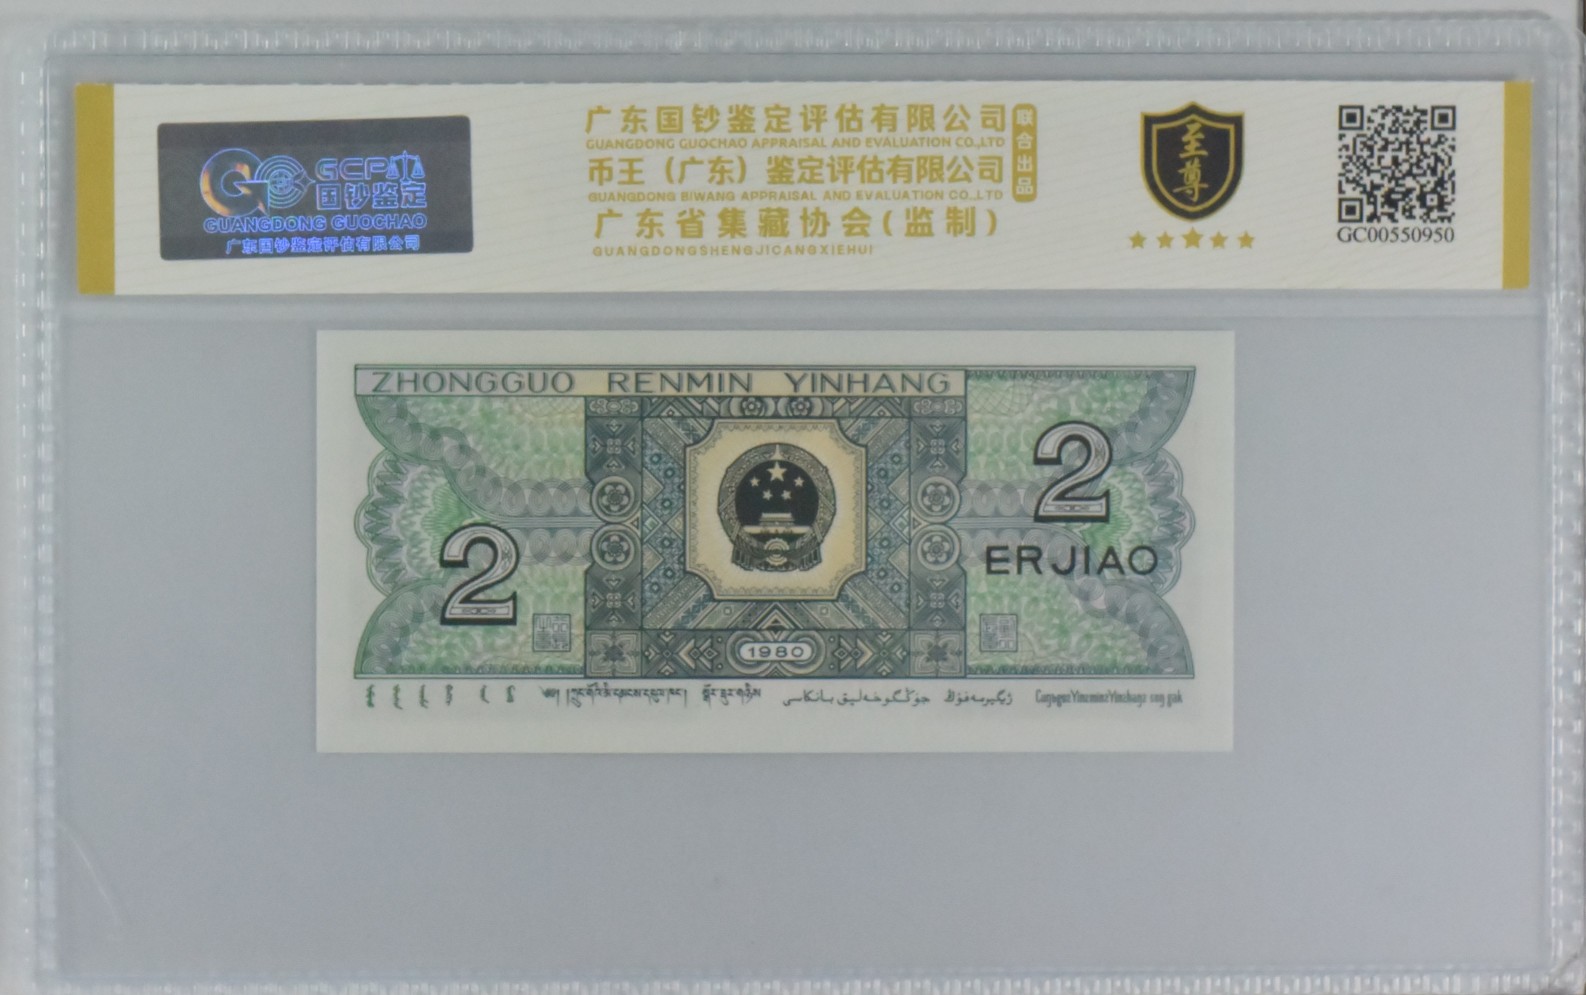 GCP
国钞鉴定
GUANGDONG GUOCHAO
广东国钞鉴定评估有限公司
广东国钞鉴定评估有限公司
GUANGDONG GUOCHAO APPRAISAL AND EVALUATION CO.,LTD
币王（广东）鉴定评估有限公司
GUANGDONG BIWANG APPRAISAL AND EVALUATION CO.,LTD
广东省集藏协会(监制)
GUANGDONGSHENGJICANGXIEHUI
联合出品
至尊
GC00550950
ZHONGGUO RENMIN YINHANG
2
ERJIAO
2
1980